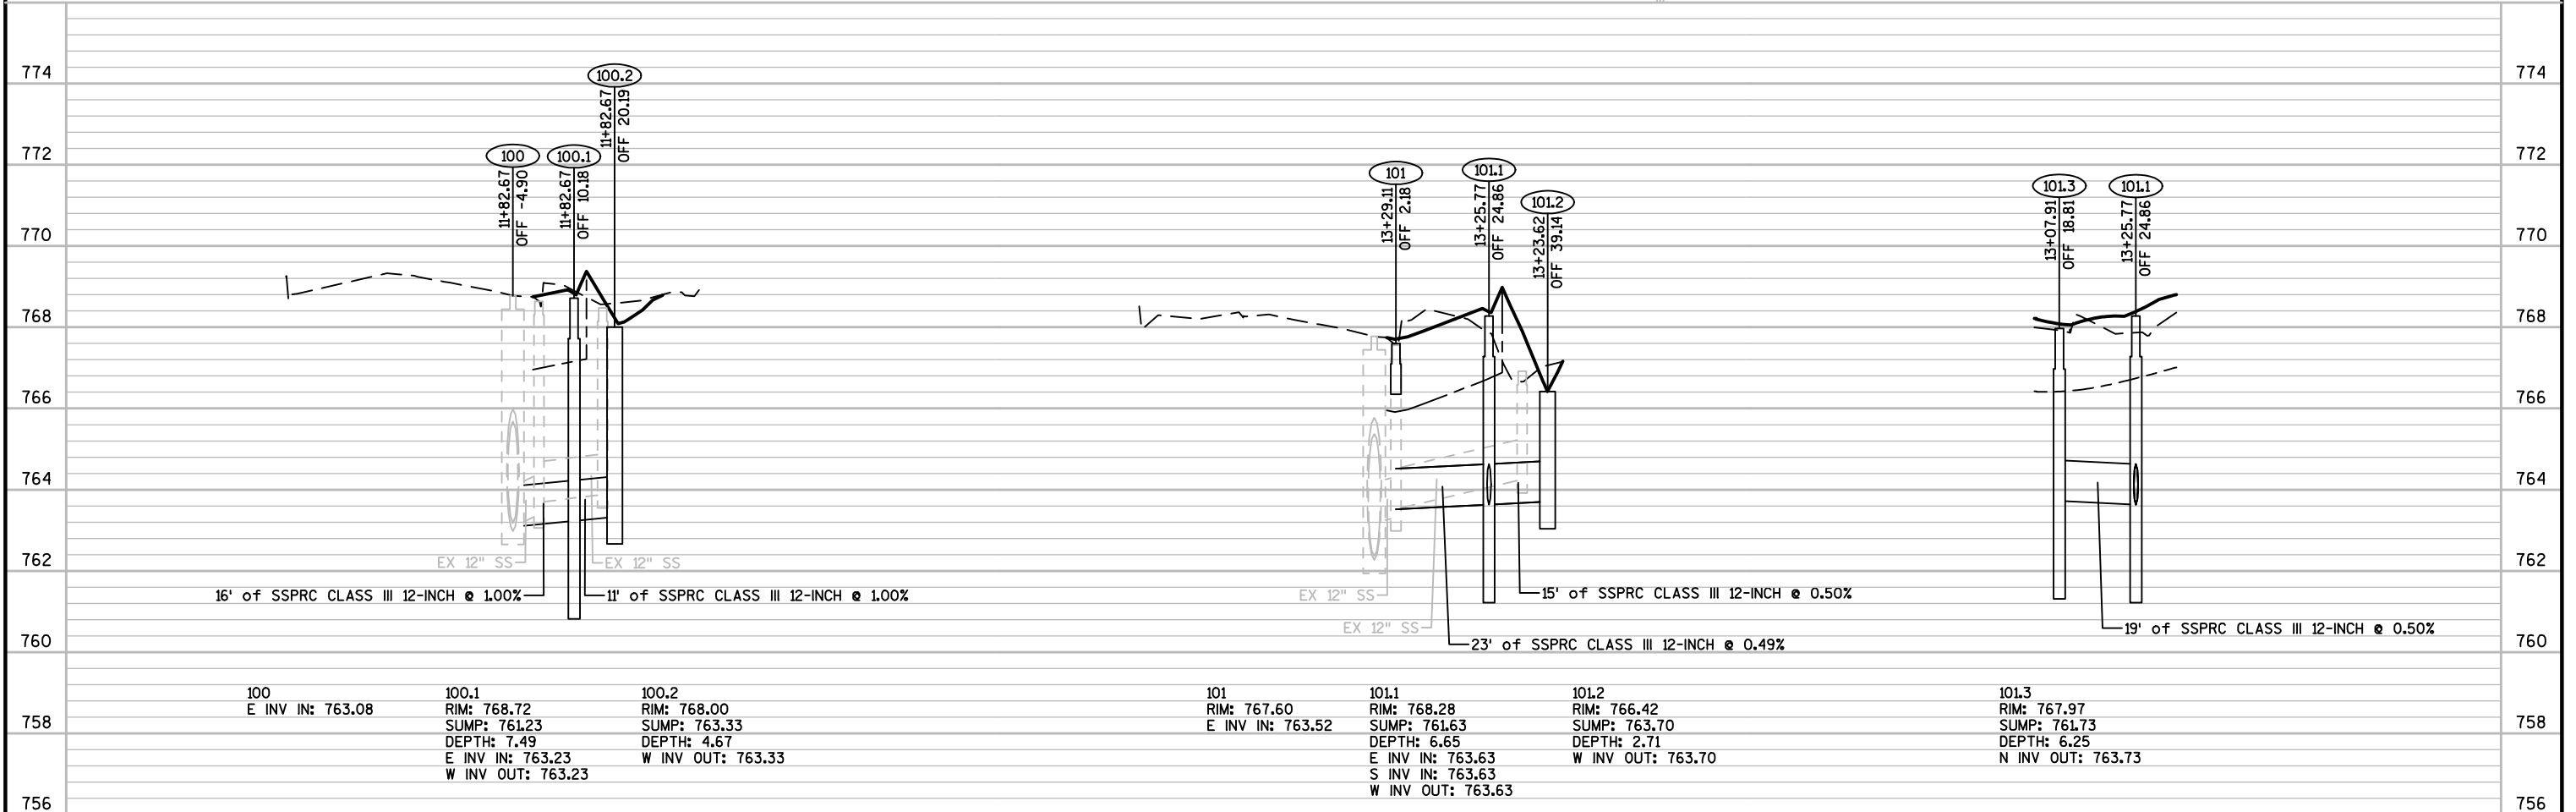 774
772
770
768
766
764
762
760
758
756
100
11+82.67
OFF -4.90
100.1
11+82.67
OFF 10.18
100.2
11+82.67
OFF 20.19
101
13+29.11
OFF 2.18
101.1
13+25.77
OFF 24.86
101.2
13+23.62
OFF 39.14
101.3
13+07.91
OFF 18.81
101.1
13+25.77
OFF 24.86
774
772
770
768
766
764
762
760
758
756
EX 12" SS
EX 12" SS
16' of SSPRC CLASS III 12-INCH @ 1.00%
11' of SSPRC CLASS III 12-INCH @ 1.00%
EX 12" SS
EX 12" SS
15' of SSPRC CLASS III 12-INCH @ 0.50%
23' of SSPRC CLASS III 12-INCH @ 0.49%
19' of SSPRC CLASS III 12-INCH @ 0.50%
100
E INV IN: 763.08
100.1
RIM: 768.72
SUMP: 761.23
DEPTH: 7.49
E INV IN: 763.23
W INV OUT: 763.23
100.2
RIM: 768.00
SUMP: 763.33
DEPTH: 4.67
W INV OUT: 763.33
101
RIM: 767.60
E INV IN: 763.52
101.1
RIM: 768.28
SUMP: 761.63
DEPTH: 6.65
E INV IN: 763.63
S INV IN: 763.63
W INV OUT: 763.63
101.2
RIM: 766.42
SUMP: 763.70
DEPTH: 2.71
W INV OUT: 763.70
101.3
RIM: 767.97
SUMP: 761.73
DEPTH: 6.25
N INV OUT: 763.73